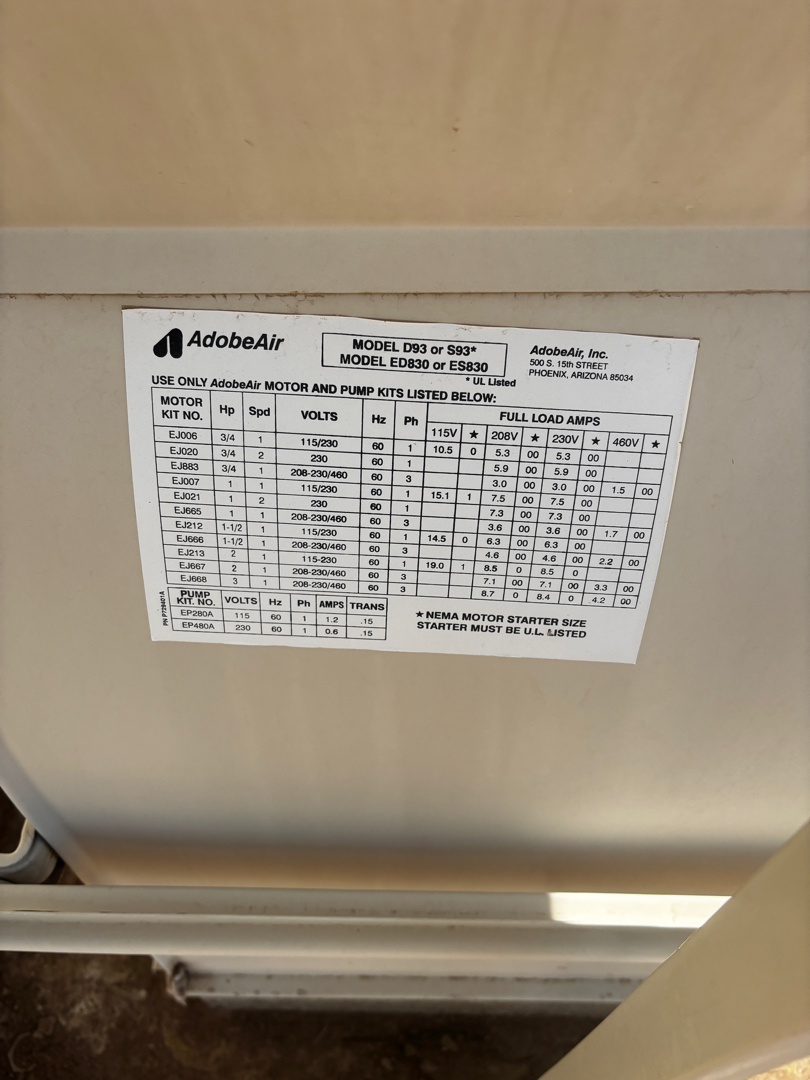 AdobeAir
MODEL D93 or S93*
MODEL ED830 or ES830
AdobeAir, Inc.
500 S. 15th STREET
PHOENIX, ARIZONA 85034
* UL Listed
USE ONLY AdobeAir MOTOR AND PUMP KITS LISTED BELOW:
MOTOR KIT NO. Hp Spd VOLTS Hz Ph FULL LOAD AMPS
115V ★ 208V ★ 230V ★ 460V ★
EJ006 3/4 1 115/230 60 1 10.5 0 5.3 00 5.3 00
EJ020 3/4 2 230 60 1 5.9 00 5.9 00
EJ883 3/4 1 208-230/460 60 3 3.0 00 3.0 00 1.5 00
EJ007 1 1 115/230 60 1 15.1 1 7.5 00 7.5 00
EJ021 1 2 230 60 1 7.3 00 7.3 00
EJ665 1 1 208-230/460 60 3 3.6 00 3.6 00 1.7 00
EJ212 1-1/2 1 115/230 60 1 14.5 0 6.3 00 6.3 00
EJ666 1-1/2 1 208-230/460 60 3 4.6 00 4.6 00 2.2 00
EJ213 2 1 115-230 60 1 19.0 1 8.5 0 8.5 0
EJ667 2 1 208-230/460 60 3 7.1 00 7.1 00 3.3 00
EJ668 3 1 208-230/460 60 3 8.7 0 8.4 0 4.2 00
PUMP KIT. NO. VOLTS Hz Ph AMPS TRANS
EP280A 115 60 1 1.2 .15
EP480A 230 60 1 0.6 .15
★ NEMA MOTOR STARTER SIZE
STARTER MUST BE U.L. LISTED